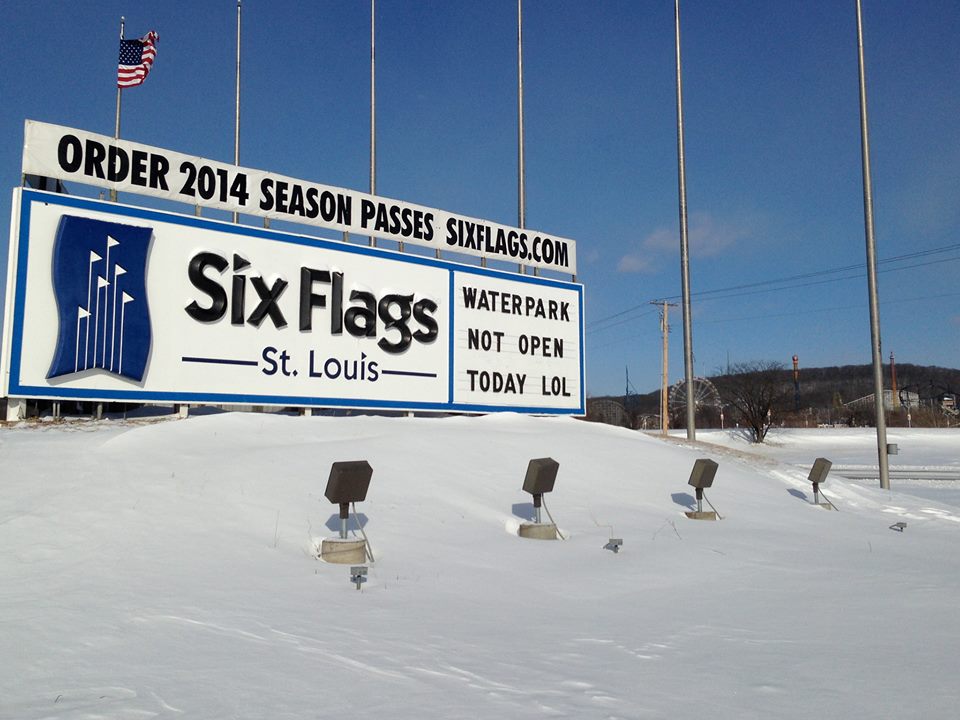 ORDER 2014 SEASON PASSES SIXFLAGS.COM
Six Flags
St. Louis
WATERPARK
NOT OPEN
TODAY LOL